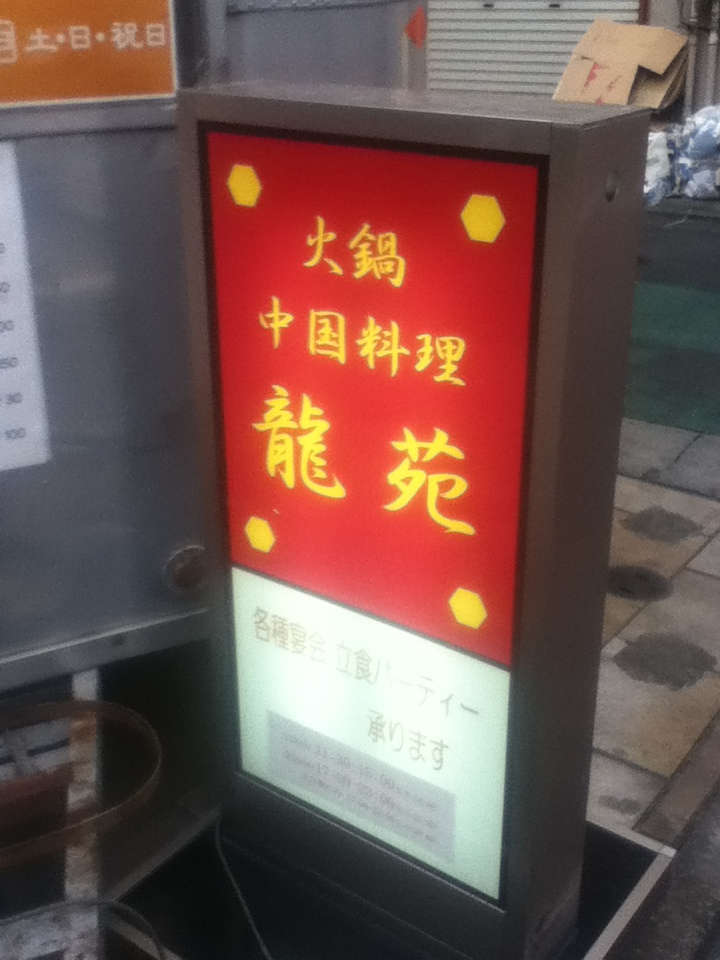 土・日・祝日
火鍋
中国料理
龍苑
各種宴会 立食パーティー
承ります